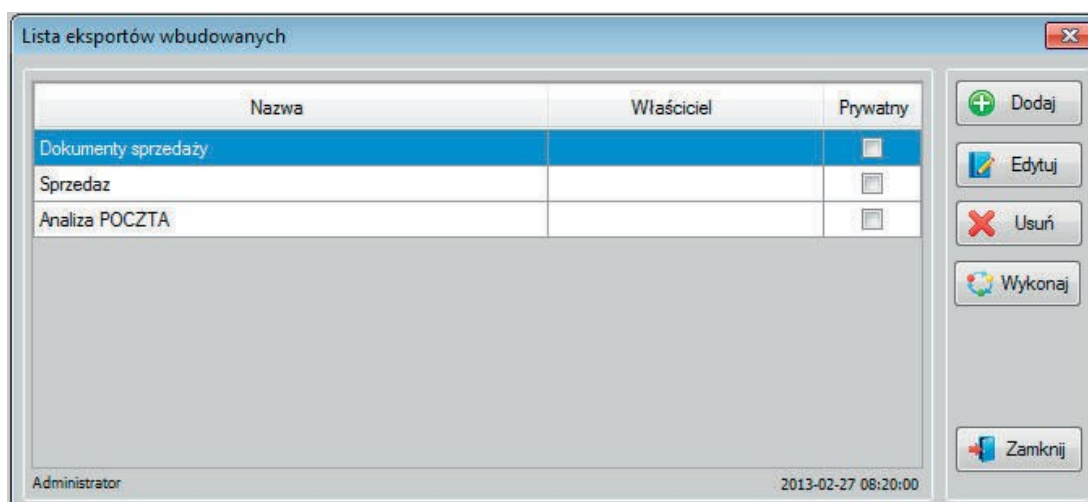 Lista eksportów wbudowanych
Nazwa Właściciel Prywatny
Dokumenty sprzedaży
Sprzedaz
Analiza POCZTA
Dodaj
Edytuj
Usuń
Wykonaj
Zamknij
Administrator 2013-02-27 08:20:00